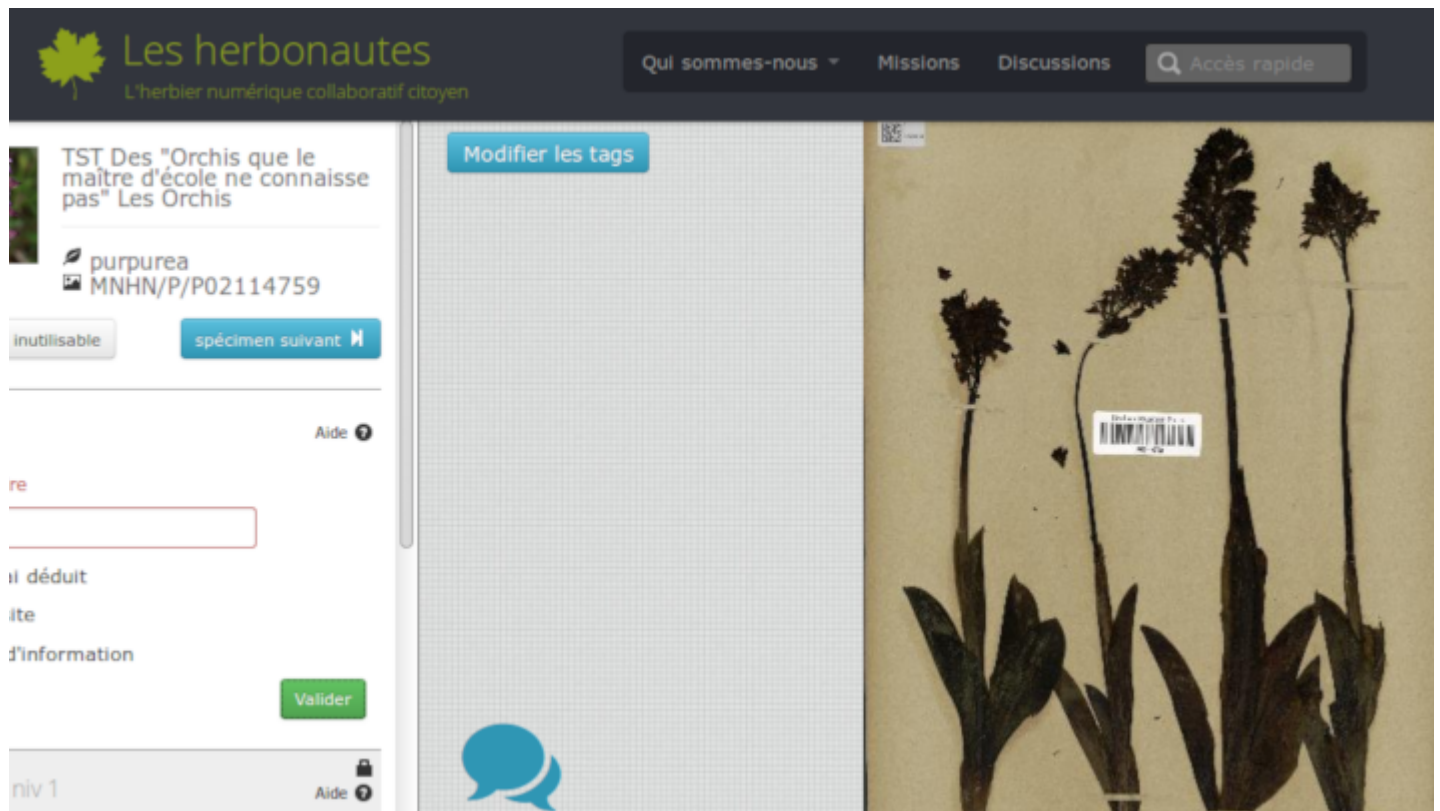 Les herbonautes
L'herbier numérique collaboratif citoyen
Qui sommes-nous
Missions
Discussions
Accès rapide
TST Des "Orchis que le
maître d'école ne connaisse
pas" Les Orchis
purpurea
MNHN/P/P02114759
inutilisable
spécimen suivant
Aide
re
i déduit
ite
d'information
Valider
niv 1
Aide
Modifier les tags